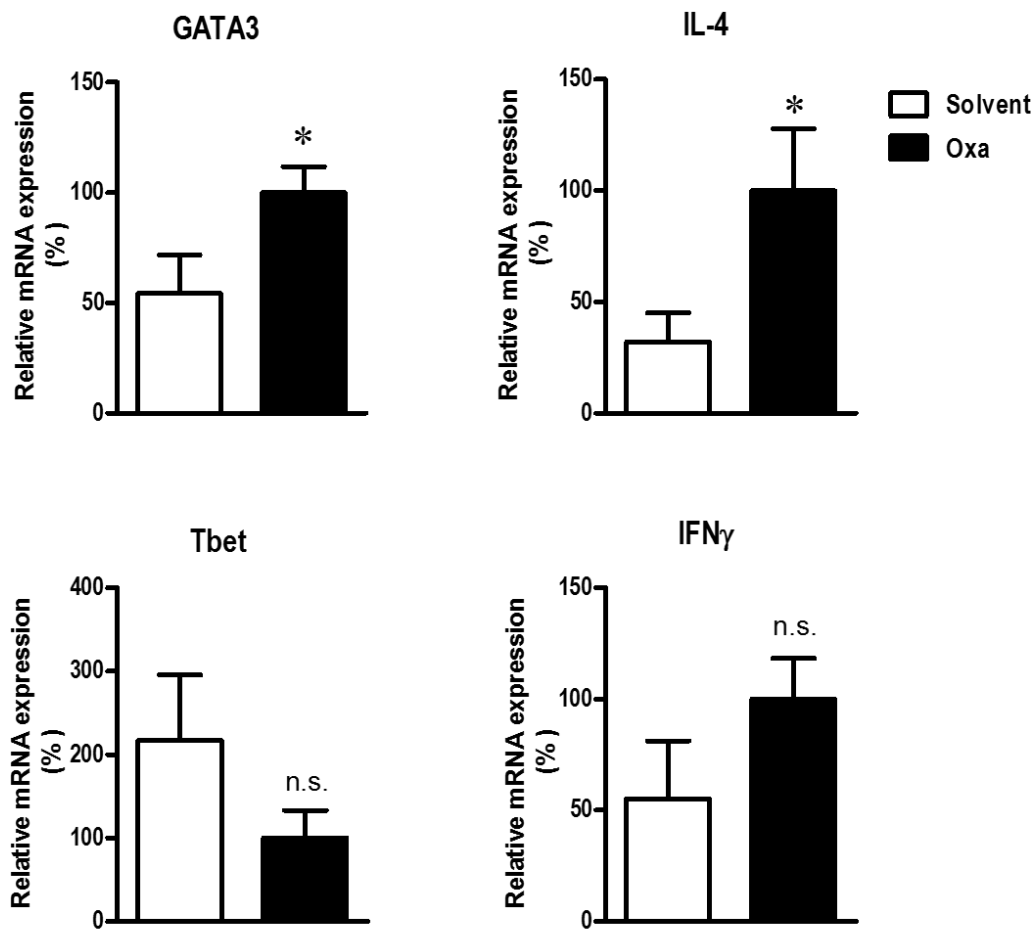 GATA3
Relative mRNA expression
(%)
150
100
50
0
*
IL-4
Relative mRNA expression
(%)
150
100
50
0
*
Solvent
Oxa
Tbet
Relative mRNA expression
(%)
400
300
200
100
0
n.s.
IFNγ
Relative mRNA expression
(%)
150
100
50
0
n.s.